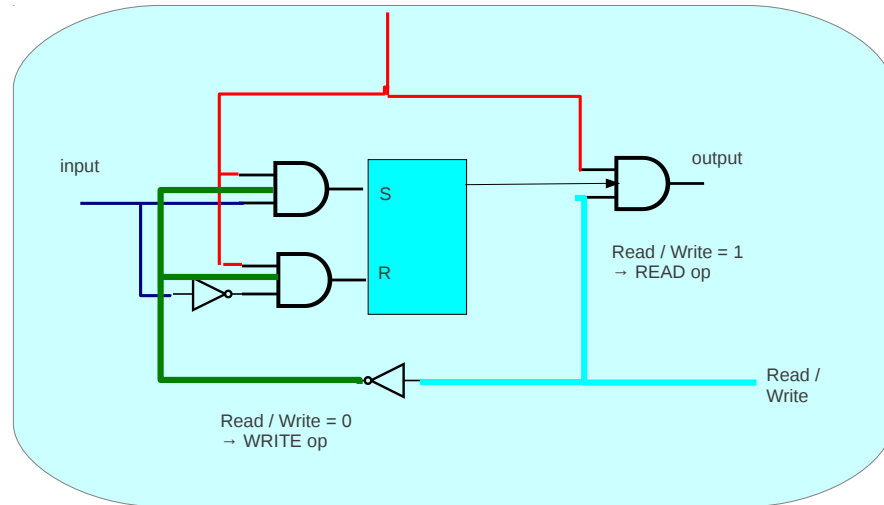 input
output
S
R
Read / Write = 1
→ READ op
Read /
Write
Read / Write = 0
→ WRITE op